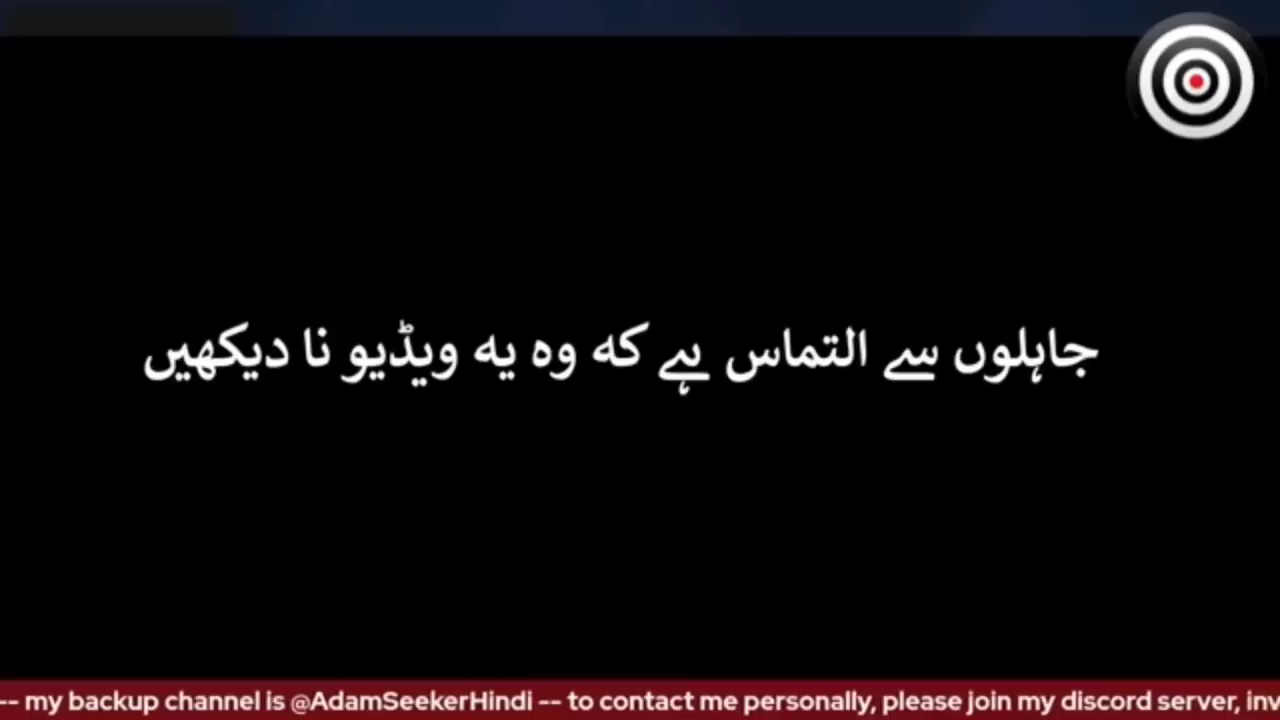 جاہلوں سے التماس ہے کہ وہ یہ ویڈیو نا دیکھیں
-- my backup channel is @AdamSeekerHindi -- to contact me personally, please join my discord server, inv